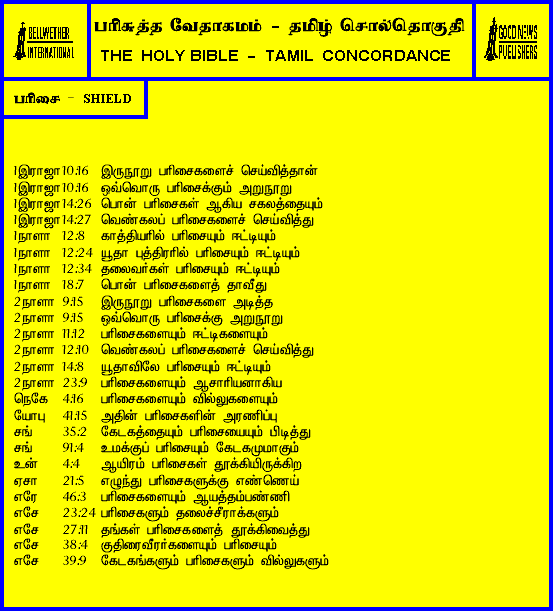 BELLWETHER
INTERNATIONAL
பரிசுத்த வேதாகமம் - தமிழ் சொல்தொகுதி
THE HOLY BIBLE - TAMIL CONCORDANCE
GOOD NEWS
PUBLISHERS
பரிசை - SHIELD
1இராஜா 10:16 இருநூறு பரிசைகளைச் செய்வித்தான்
1இராஜா 10:16 ஒவ்வொரு பரிசைக்கும் அறுநூறு
1இராஜா 14:26 பொன் பரிசைகள் ஆகிய சகலத்தையும்
1இராஜா 14:27 வெண்கலப் பரிசைகளைச் செய்வித்து
1நாளா 12:8 காத்தியரில் பரிசையும் ஈட்டியும்
1நாளா 12:24 யூதா புத்திரரில் பரிசையும் ஈட்டியும்
1நாளா 12:34 தலைவர்கள் பரிசையும் ஈட்டியும்
1நாளா 18:7 பொன் பரிசைகளைத் தாவீது
2நாளா 9:15 இருநூறு பரிசைகளை அடித்த
2நாளா 9:15 ஒவ்வொரு பரிசைக்கு அறுநூறு
2நாளா 11:12 பரிசைகளையும் ஈட்டிகளையும்
2நாளா 12:10 வெண்கலப் பரிசைகளைச் செய்வித்து
2நாளா 14:8 யூதாவிலே பரிசையும் ஈட்டியும்
2நாளா 23:9 பரிசைகளையும் ஆசாரியனாகிய
நெகே 4:16 பரிசைகளையும் வில்லுகளையும்
யோபு 41:15 அதின் பரிசைகளின் அரணிப்பு
சங் 35:2 கேடகத்தையும் பரிசையையும் பிடித்து
சங் 91:4 உமக்குப் பரிசையும் கேடகமுமாகும்
உன் 4:4 ஆயிரம் பரிசைகள் தூக்கியிருக்கிற
ஏசா 21:5 எழுந்து பரிசைகளுக்கு எண்ணெய்
எரே 46:3 பரிசைகளையும் ஆயத்தம்பண்ணி
எசே 23:24 பரிசைகளும் தலைச்சீராக்களும்
எசே 27:11 தங்கள் பரிசைகளைத் தூக்கிவைத்து
எசே 38:4 குதிரைவீரர்களையும் பரிசையும்
எசே 39:9 கேடகங்களும் பரிசைகளும் வில்லுகளும்